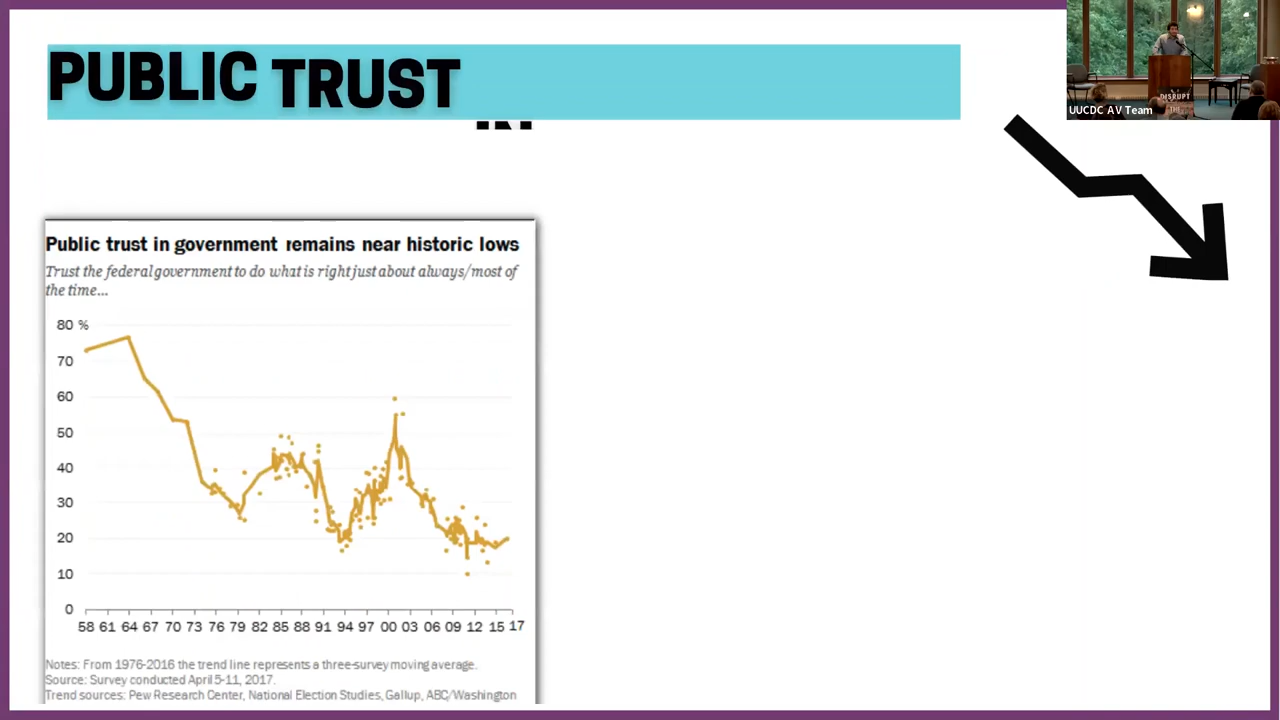 PUBLIC TRUST
IN
UUCDC AV Team
DISRUPT
THE
Public trust in government remains near historic lows
Trust the federal government to do what is right just about always/most of
the time...
80 %
70
60
50
40
30
20
10
0
58 61 64 67 70 73 76 79 82 85 88 91 94 97 00 03 06 09 12 15 17
Notes: From 1976-2016 the trend line represents a three-survey moving average.
Source: Survey conducted April 5-11, 2017.
Trend sources: Pew Research Center, National Election Studies, Gallup, ABC/Washington